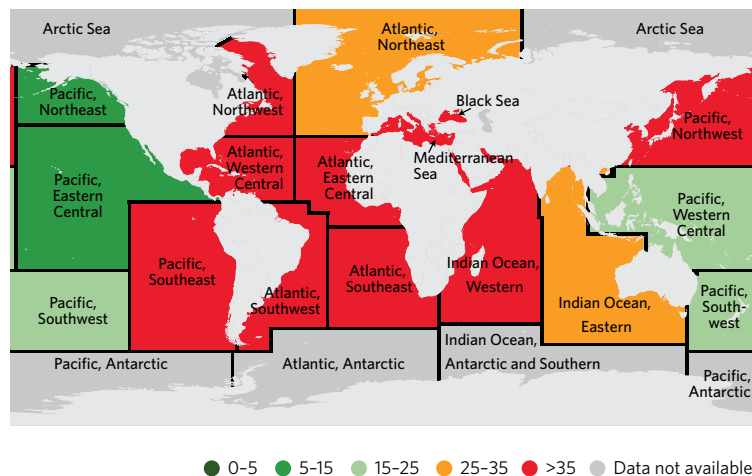 Arctic Sea
Atlantic,
Northeast
Arctic Sea
Pacific,
Northeast
Atlantic,
Northwest
Black Sea
Pacific,
Northwest
Mediterranean
Sea
Atlantic,
Western
Central
Atlantic,
Eastern
Central
Pacific,
Eastern
Central
Pacific,
Western
Central
Pacific,
Southeast
Atlantic,
Southwest
Atlantic,
Southeast
Indian Ocean,
Western
Indian Ocean,
Eastern
Pacific,
Southwest
Pacific,
South-
west
Pacific, Antarctic
Atlantic, Antarctic
Indian Ocean,
Antarctic and Southern
Pacific,
Antarctic
0–5 5–15 15–25 25–35 >35 Data not available